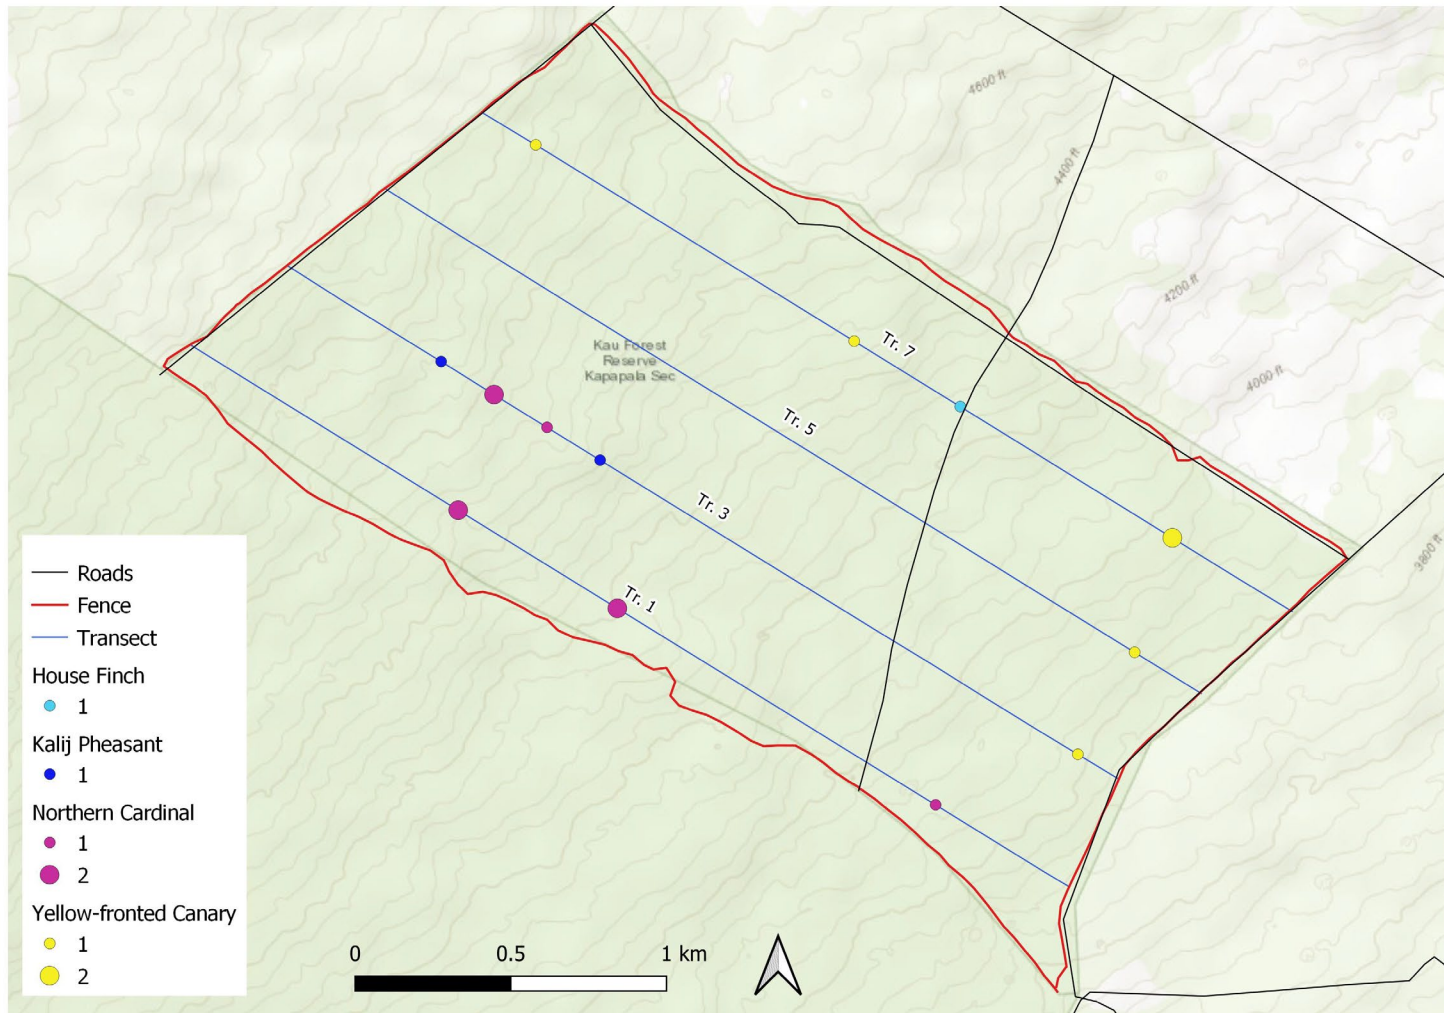 4600 ft
4400 ft
4200 ft
Kau Forest
Reserve
Kapapala Sec
Tr. 7
4000 ft
Tr. 5
Tr. 3
3800 ft
Tr. 1
Roads
Fence
Transect
House Finch
1
Kalij Pheasant
1
Northern Cardinal
1
2
Yellow-fronted Canary
1
2
0 0.5 1 km